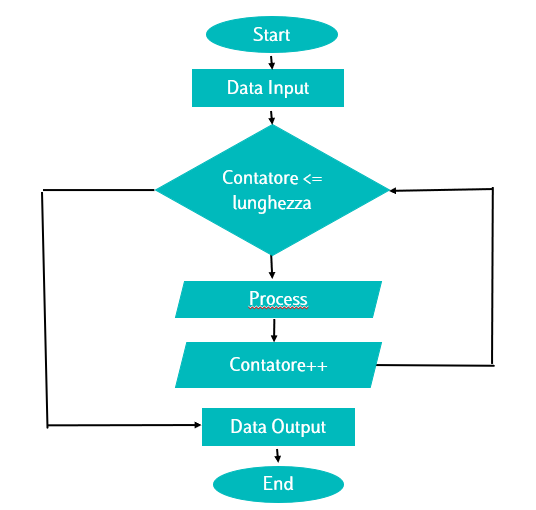 Start
Data Input
Contatore <=
lunghezza
Process
Contatore++
Data Output
End